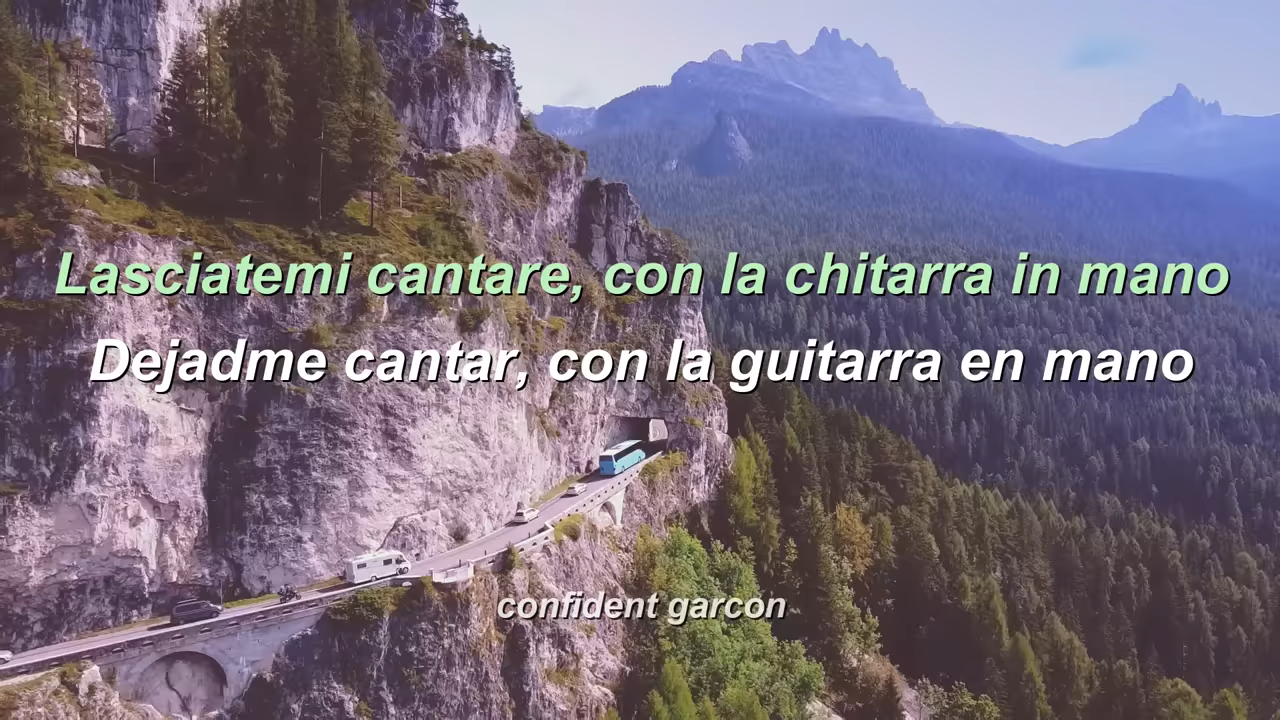 Lasciatemi cantare, con la chitarra in mano
Dejadme cantar, con la guitarra en mano
confident garcon